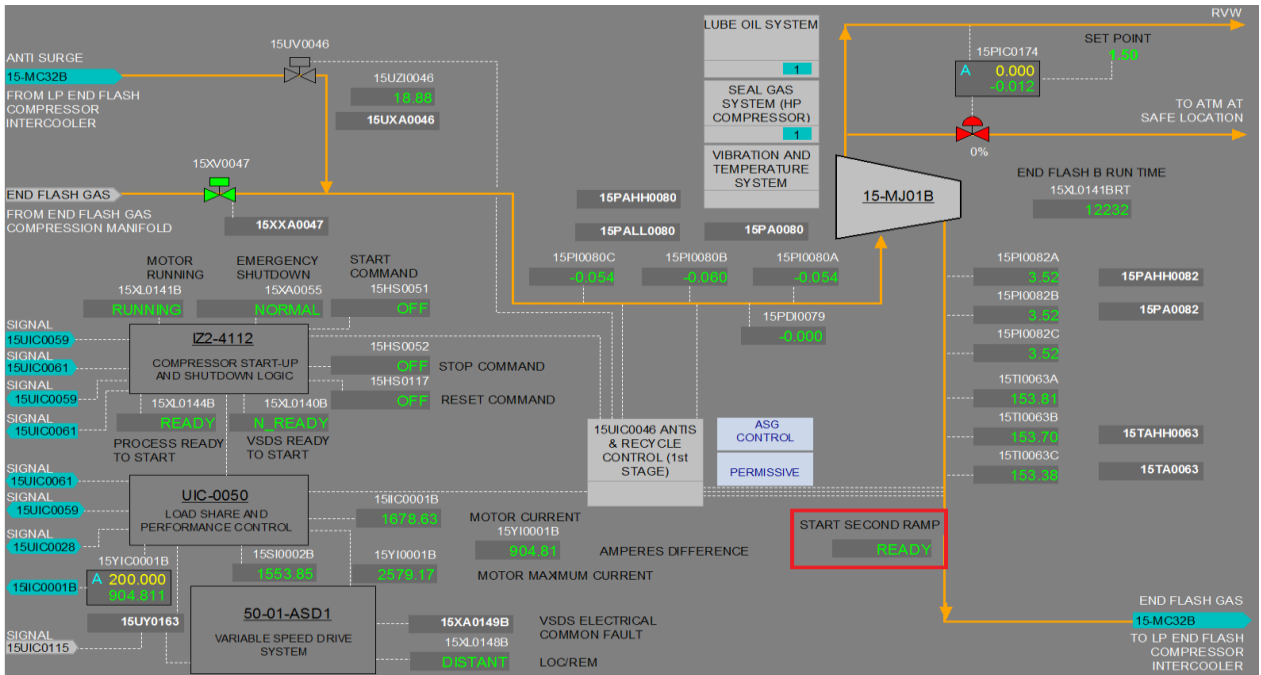 RVW
15UV0046
SET POINT
1.50
15PIC0174
A 0.000
-0.012
LUBE OIL SYSTEM
1
ANTI SURGE
15-MC32B
FROM LP END FLASH
COMPRESSOR
INTERCOOLER
15UZI0046
18.88
15UXA0046
SEAL GAS
SYSTEM (HP
COMPRESSOR)
1
TO ATM AT
SAFE LOCATION
0%
VIBRATION AND
TEMPERATURE
SYSTEM
15XV0047
END FLASH GAS
FROM END FLASH GAS
COMPRESSION MANIFOLD
15XXA0047
15-MJ01B
END FLASH B RUN TIME
15XL0141BRT
12232
15PAHH0080
15PALL0080
15PA0080
15PI0080C
-0.054
15PI0080B
-0.060
15PI0080A
-0.054
15PDI0079
-0.000
15PI0082A
3.52
15PAHH0082
15PI0082B
3.52
15PA0082
15PI0082C
3.52
15TI0063A
153.81
15TI0063B
153.70
15TAHH0063
15TI0063C
153.38
15TA0063
MOTOR
RUNNING
15XL0141B
RUNNING
EMERGENCY
SHUTDOWN
15XA0055
NORMAL
START
COMMAND
15HS0051
OFF
SIGNAL
15UIC0059
SIGNAL
15UIC0061
SIGNAL
15UIC0059
SIGNAL
15UIC0061
IZ2-4112
COMPRESSOR START-UP
AND SHUTDOWN LOGIC
15HS0052
OFF STOP COMMAND
15HS0117
OFF RESET COMMAND
15XL0144B
READY
PROCESS READY
TO START
15XL0140B
N_READY
VSDS READY
TO START
15UIC0046 ANTIS
& RECYCLE
CONTROL (1st
STAGE)
ASG
CONTROL
PERMISSIVE
SIGNAL
15UIC0061
SIGNAL
15UIC0059
SIGNAL
15UIC0028
UIC-0050
LOAD SHARE AND
PERFORMANCE CONTROL
15IIC0001B
1678.63
MOTOR CURRENT
15YI0001B
904.81
AMPERES DIFFERENCE
START SECOND RAMP
READY
15YIC0001B
A 200.000
904.811
15IIC0001B
15SI0002B
1553.85
15YI0001B
2579.17
MOTOR MAXIMUM CURRENT
15UY0163
SIGNAL
15UIC0115
50-01-ASD1
VARIABLE SPEED DRIVE
SYSTEM
15XA0149B
VSDS ELECTRICAL
COMMON FAULT
15XL0148B
DISTANT
LOC/REM
END FLASH GAS
15-MC32B
TO LP END FLASH
COMPRESSOR
INTERCOOLER